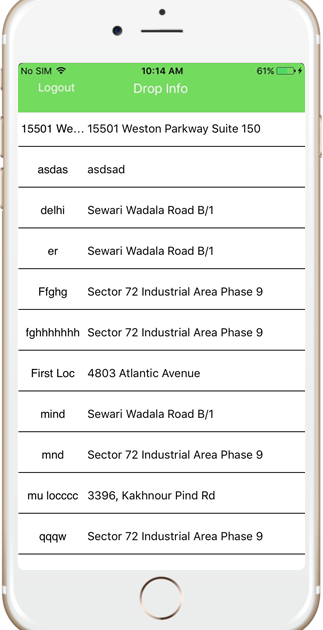 No SIM 10:14 AM 61%
Logout Drop Info
15501 We... 15501 Weston Parkway Suite 150
asdas asdsad
delhi Sewari Wadala Road B/1
er Sewari Wadala Road B/1
Ffghg Sector 72 Industrial Area Phase 9
fghhhhhhh Sector 72 Industrial Area Phase 9
First Loc 4803 Atlantic Avenue
mind Sewari Wadala Road B/1
mnd Sector 72 Industrial Area Phase 9
mu locccc 3396, Kakhnour Pind Rd
qqqw Sector 72 Industrial Area Phase 9